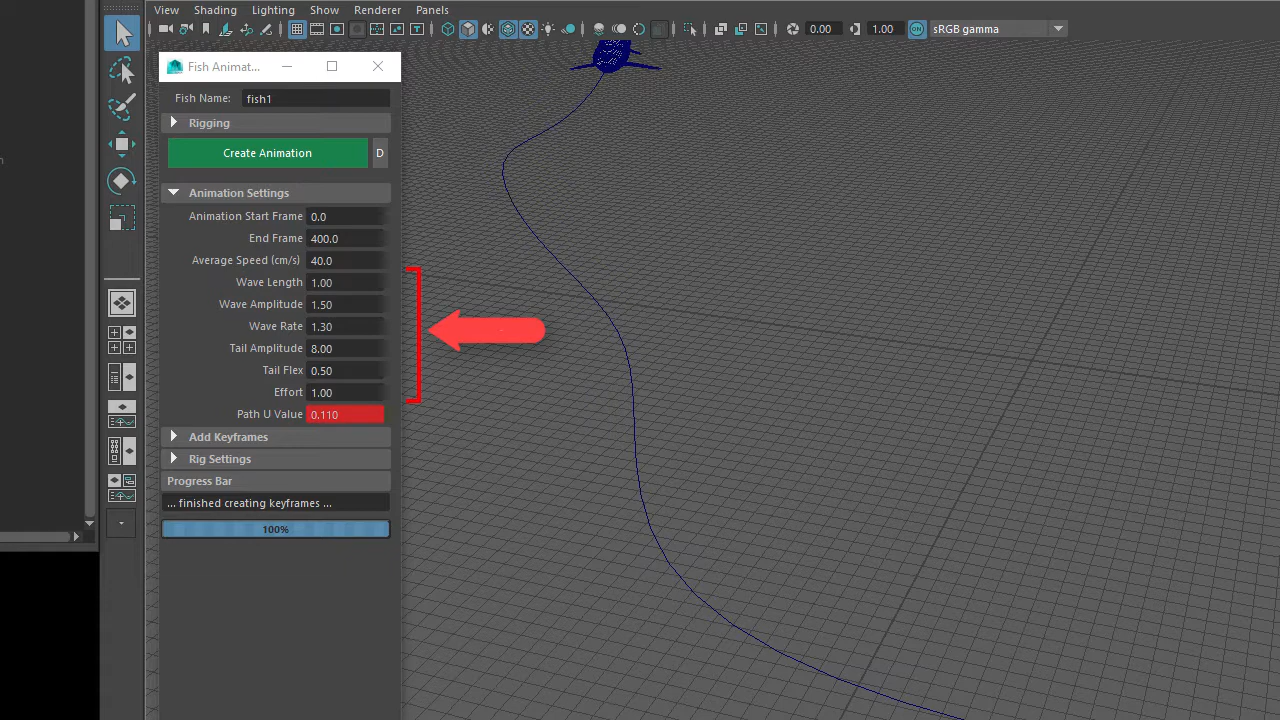 View Shading Lighting Show Renderer Panels
0.00 1.00 ON sRGB gamma
Fish Animat...
Fish Name: fish1
Rigging
Create Animation D
Animation Settings
Animation Start Frame 0.0
End Frame 400.0
Average Speed (cm/s) 40.0
Wave Length 1.00
Wave Amplitude 1.50
Wave Rate 1.30
Tail Amplitude 8.00
Tail Flex 0.50
Effort 1.00
Path U Value 0.110
Add Keyframes
Rig Settings
Progress Bar
... finished creating keyframes ...
100%